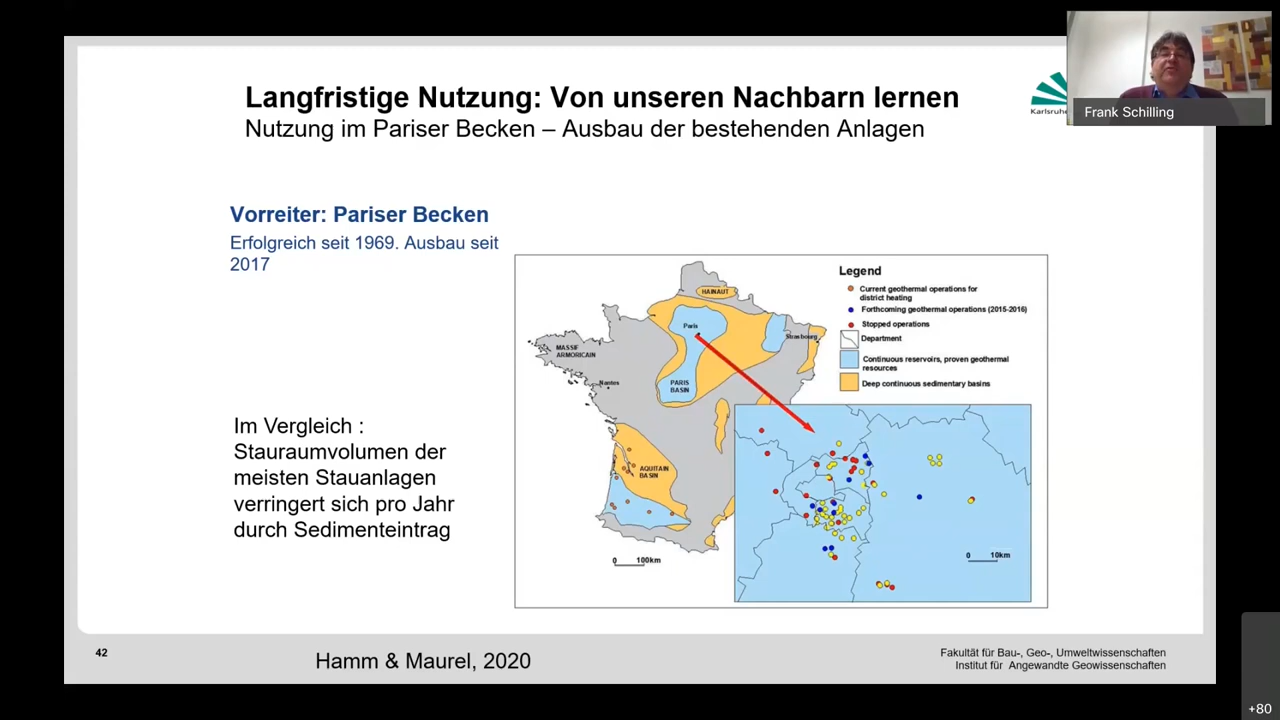 Langfristige Nutzung: Von unseren Nachbarn lernen
Nutzung im Pariser Becken – Ausbau der bestehenden Anlagen
Karlsruhe
Frank Schilling
Vorreiter: Pariser Becken
Erfolgreich seit 1969. Ausbau seit
2017
Im Vergleich :
Stauraumvolumen der
meisten Stauanlagen
verringert sich pro Jahr
durch Sedimenteintrag
HAINAUT
Paris
Strasbourg
MASSIF
ARMORICAIN
Nantes
PARIS
BASIN
AQUITAIN
BASIN
0 100km
Legend
Current geothermal operations for
district heating
Forthcoming geothermal operations (2015-2016)
Stopped operations
Department
Continuous reservoirs, proven geothermal
resources
Deep continuous sedimentary basins
0 10km
42
Hamm & Maurel, 2020
Fakultät für Bau-, Geo-, Umweltwissenschaften
Institut für Angewandte Geowissenschaften
+80